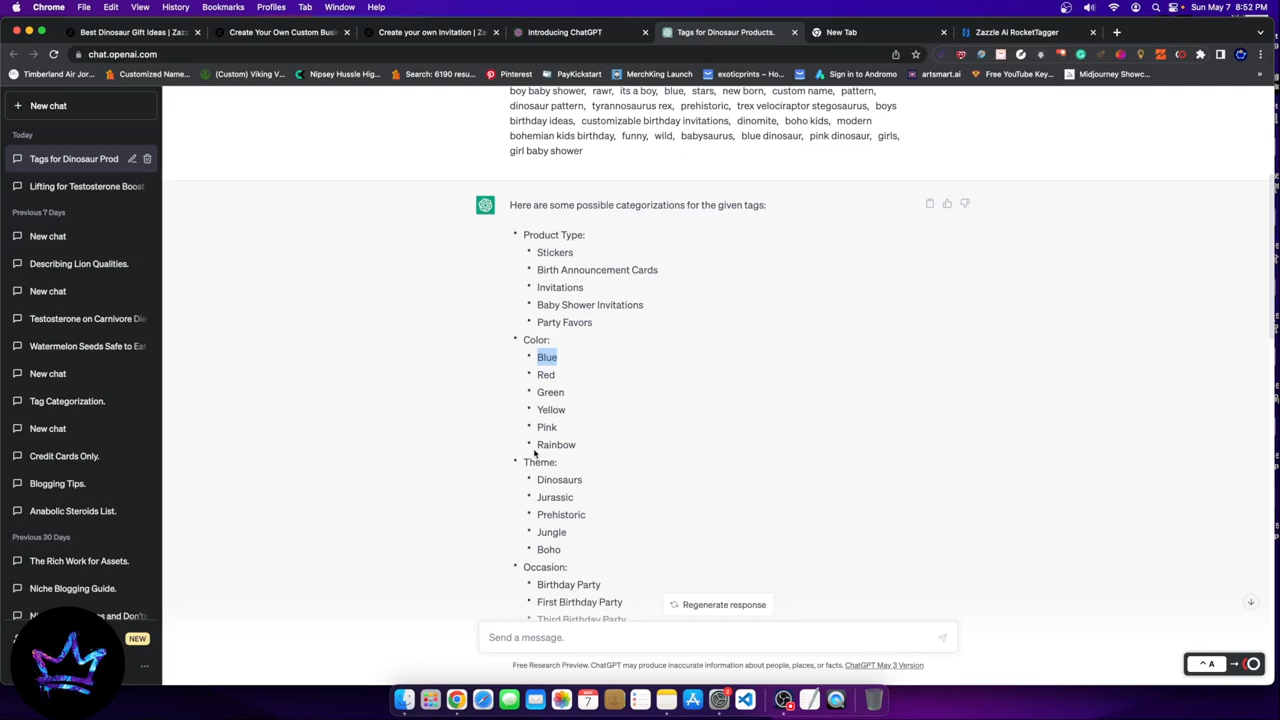 Chrome File Edit View History Bookmarks Profiles Tab Window Help
Sun May 7 8:52 PM
Best Dinosaur Gift Ideas | Zazz
Create Your Own Custom Busi
Create your own Invitation | Za
Introducing ChatGPT
Tags for Dinosaur Products.
New Tab
Zazzle Ai RocketTagger
chat.openai.com
Timberland Air Jor...
Customized Name...
(Custom) Viking V...
Nipsey Hussle Hig...
Search: 6190 resu...
Pinterest
PayKickstart
MerchKing Launch
exoticprints – Ho...
Sign in to Andromo
artsmart.ai
Free YouTube Key...
Midjourney Showc...
New chat
Today
Tags for Dinosaur Prod
Lifting for Testosterone Boost
Previous 7 Days
New chat
Describing Lion Qualities.
New chat
Testosterone on Carnivore Die
Watermelon Seeds Safe to Eat
New chat
Tag Categorization.
New chat
Credit Cards Only.
Blogging Tips.
Anabolic Steroids List.
Previous 30 Days
The Rich Work for Assets.
Niche Blogging Guide.
NEW
boy baby shower, rawr, its a boy, blue, stars, new born, custom name, pattern,
dinosaur pattern, tyrannosaurus rex, prehistoric, trex velociraptor stegosaurus, boys
birthday ideas, customizable birthday invitations, dinomite, boho kids, modern
bohemian kids birthday, funny, wild, babysaurus, blue dinosaur, pink dinosaur, girls,
girl baby shower
Here are some possible categorizations for the given tags:
• Product Type:
• Stickers
• Birth Announcement Cards
• Invitations
• Baby Shower Invitations
• Party Favors
• Color:
• Blue
• Red
• Green
• Yellow
• Pink
• Rainbow
• Theme:
• Dinosaurs
• Jurassic
• Prehistoric
• Jungle
• Boho
• Occasion:
• Birthday Party
• First Birthday Party
Third Birthday Party
Regenerate response
Send a message.
Free Research Preview. ChatGPT may produce inaccurate information about people, places, or facts. ChatGPT May 3 Version
^ A